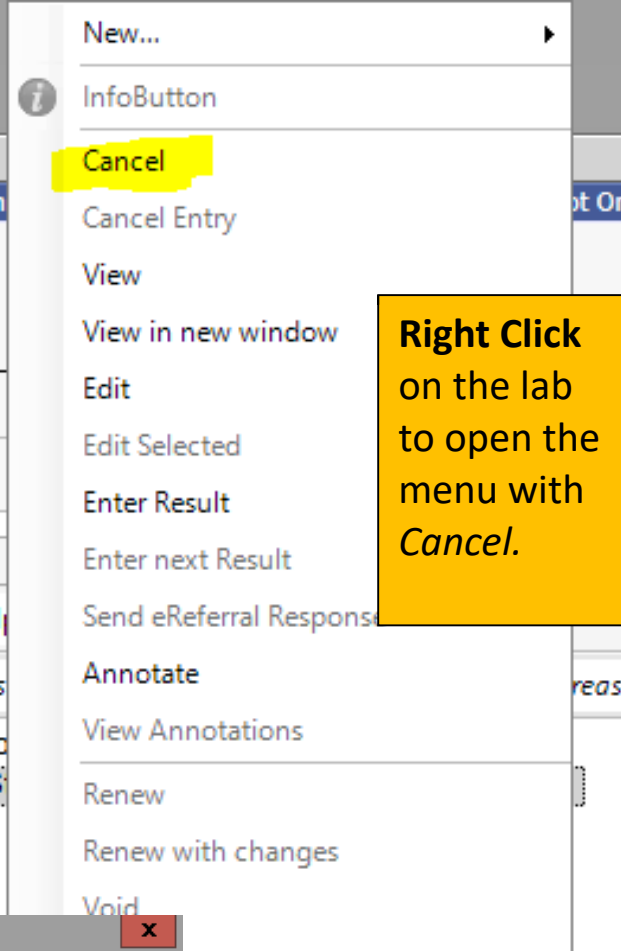 New...
InfoButton
Cancel
Cancel Entry
View
View in new window
Edit
Edit Selected
Enter Result
Enter next Result
Send eReferral Response
Annotate
View Annotations
Renew
Renew with changes
Void
Right Click
on the lab
to open the
menu with
Cancel.
x